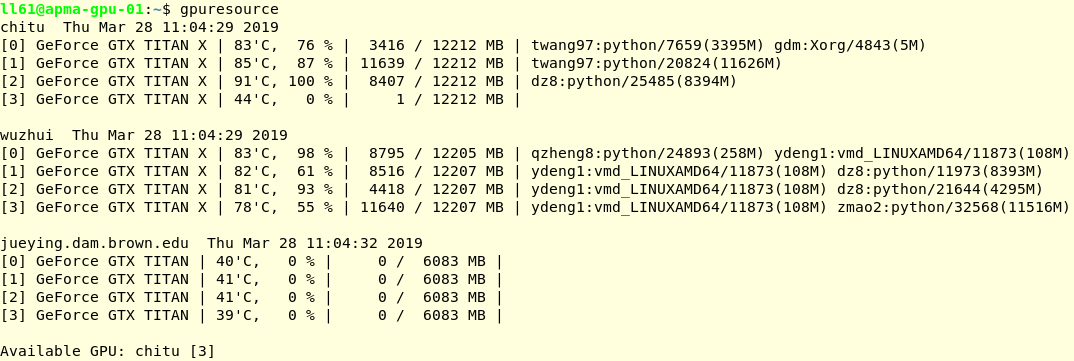 ll61@apma-gpu-01:~$ gpuresource
chitu  Thu Mar 28 11:04:29 2019
[0] GeForce GTX TITAN X | 83'C,  76 % |  3416 / 12212 MB | twang97:python/7659(3395M) gdm:Xorg/4843(5M)
[1] GeForce GTX TITAN X | 85'C,  87 % | 11639 / 12212 MB | twang97:python/20824(11626M)
[2] GeForce GTX TITAN X | 91'C, 100 % |  8407 / 12212 MB | dz8:python/25485(8394M)
[3] GeForce GTX TITAN X | 44'C,   0 % |     1 / 12212 MB |
wuzhui  Thu Mar 28 11:04:29 2019
[0] GeForce GTX TITAN X | 83'C,  98 % |  8795 / 12205 MB | qzheng8:python/24893(258M) ydeng1:vmd_LINUXAMD64/11873(108M)
[1] GeForce GTX TITAN X | 82'C,  61 % |  8516 / 12207 MB | ydeng1:vmd_LINUXAMD64/11873(108M) dz8:python/11973(8393M)
[2] GeForce GTX TITAN X | 81'C,  93 % |  4418 / 12207 MB | ydeng1:vmd_LINUXAMD64/11873(108M) dz8:python/21644(4295M)
[3] GeForce GTX TITAN X | 78'C,  55 % | 11640 / 12207 MB | ydeng1:vmd_LINUXAMD64/11873(108M) zmao2:python/32568(11516M)
jueying.dam.brown.edu  Thu Mar 28 11:04:32 2019
[0] GeForce GTX TITAN | 40'C,   0 % |     0 /  6083 MB |
[1] GeForce GTX TITAN | 41'C,   0 % |     0 /  6083 MB |
[2] GeForce GTX TITAN | 41'C,   0 % |     0 /  6083 MB |
[3] GeForce GTX TITAN | 39'C,   0 % |     0 /  6083 MB |
Available GPU: chitu [3]